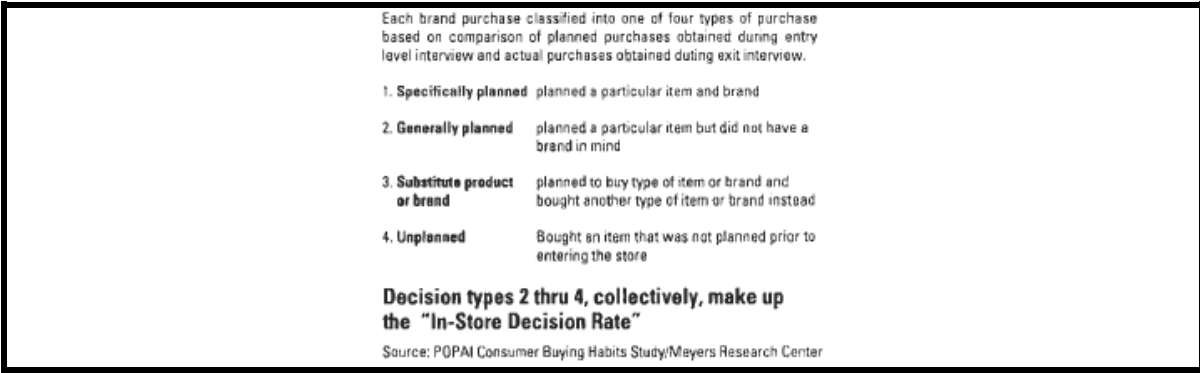 Each brand purchase classified into one of four types of purchase
based on comparison of planned purchases obtained during entry
level interview and actual purchases obtained duting exit interview.
1. Specifically planned planned a particular item and brand
2. Generally planned planned a particular item but did not have a
brand in mind
3. Substitute product planned to buy type of item or brand and
or brand bought another type of item or brand instead
4. Unplanned Bought an item that was not planned prior to
entering the store
Decision types 2 thru 4, collectively, make up
the "In-Store Decision Rate"
Source: POPAI Consumer Buying Habits Study/Meyers Research Center